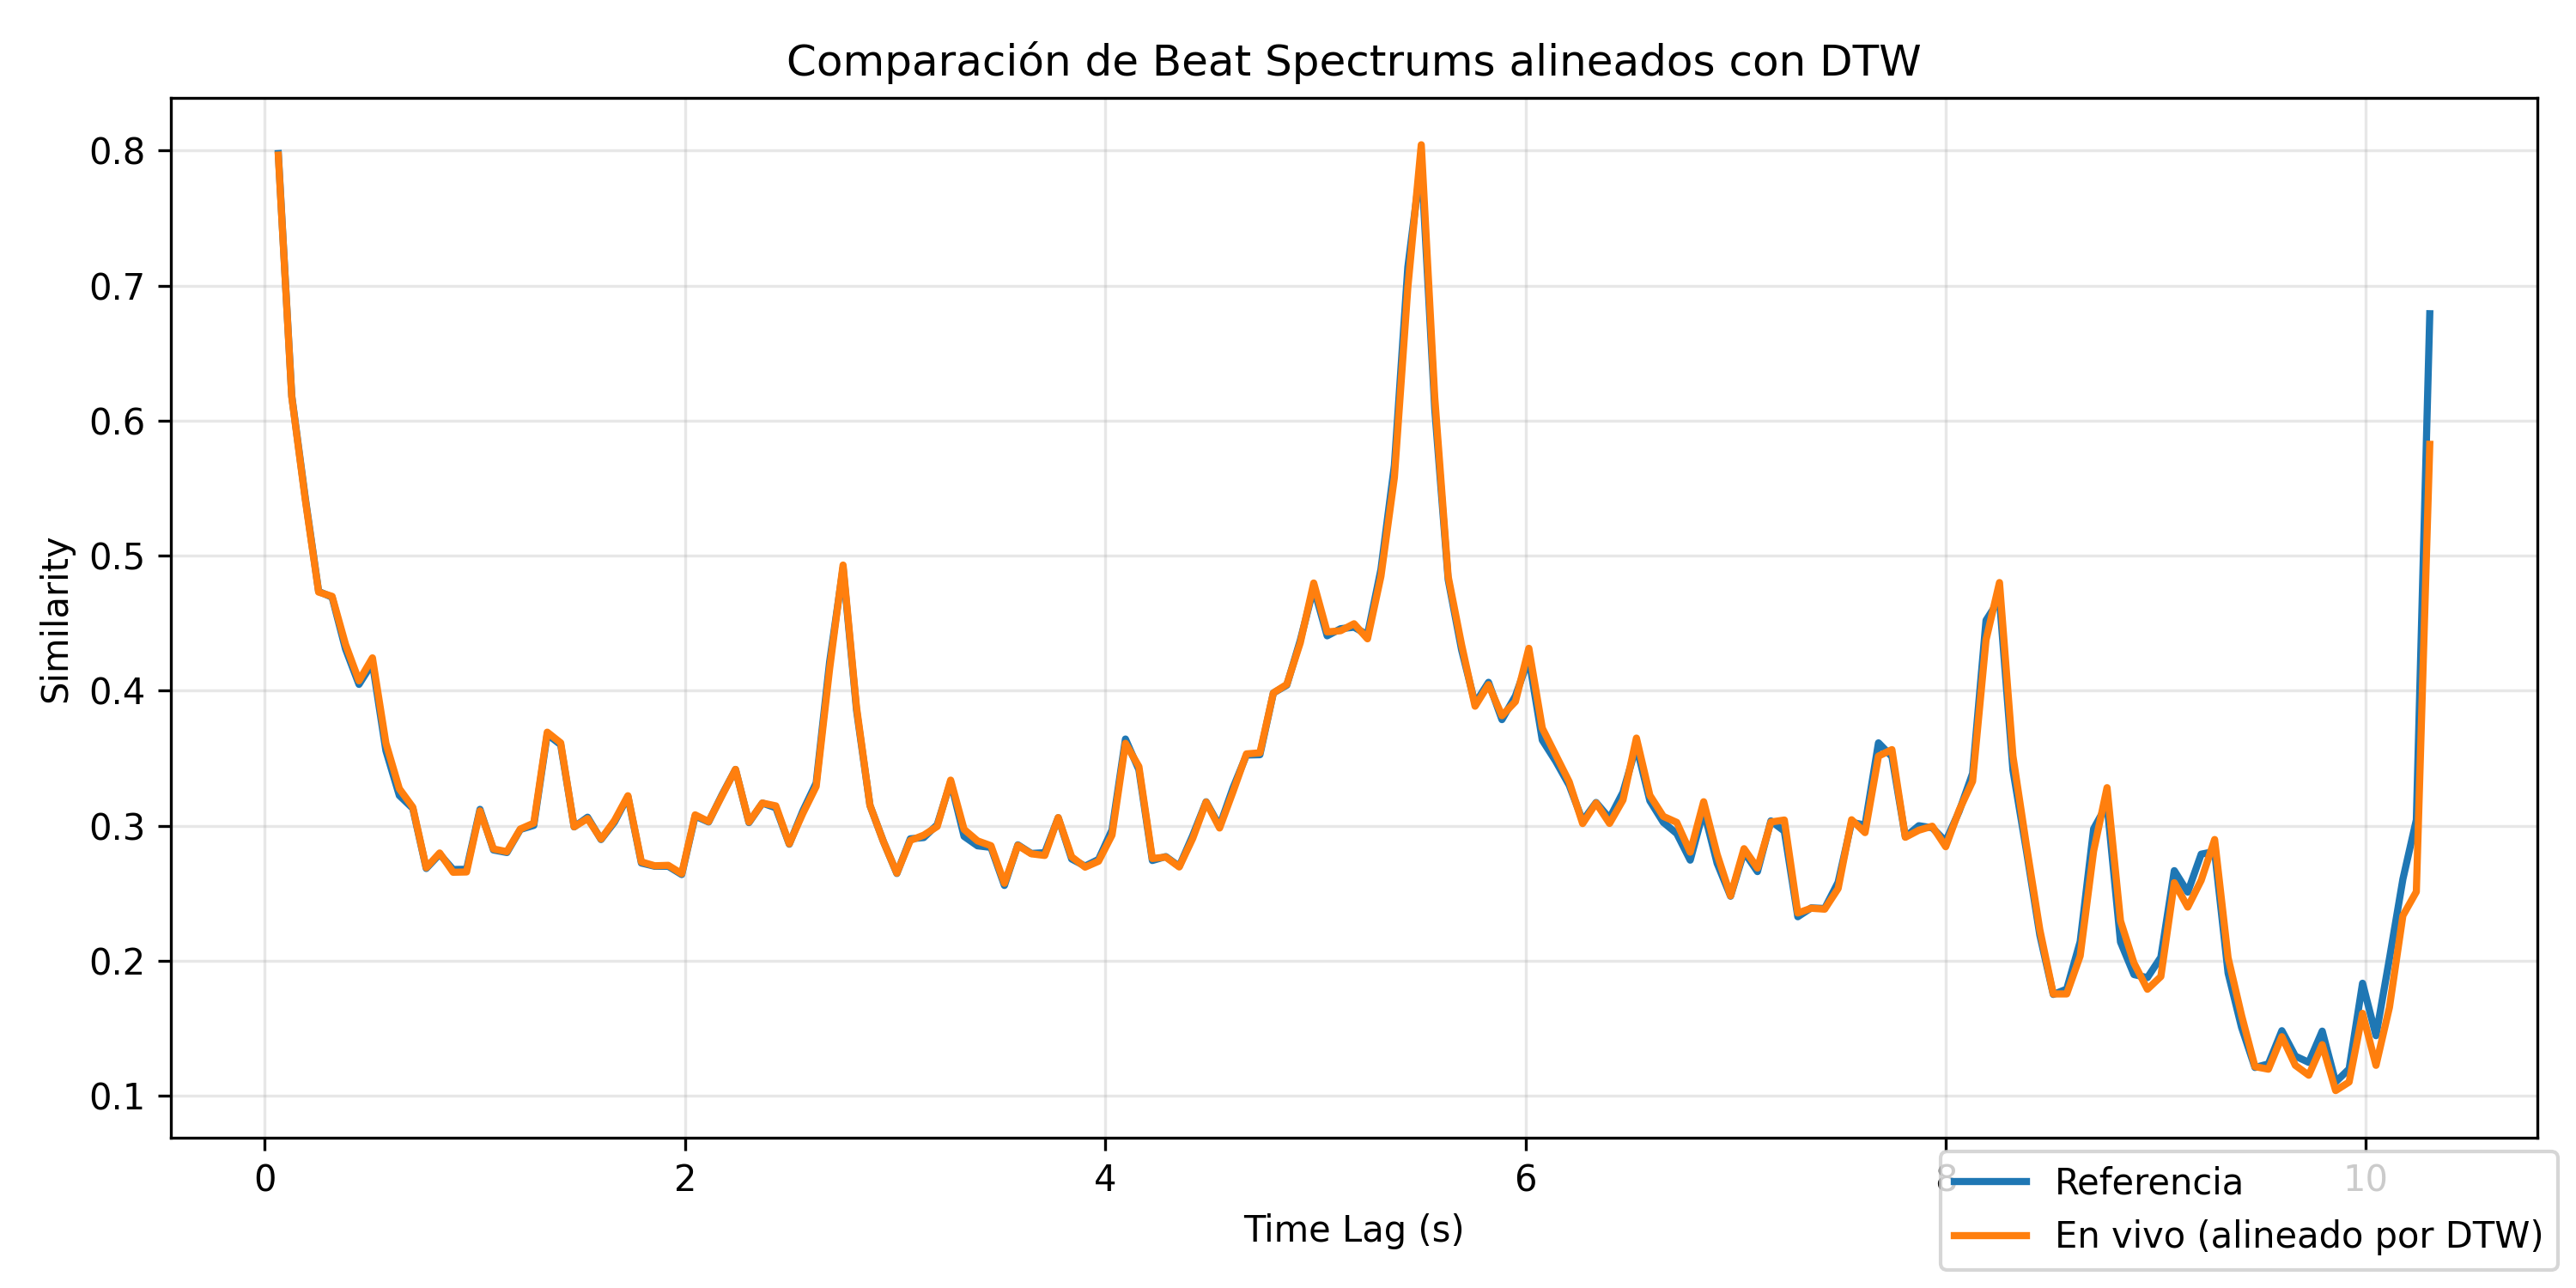 Comparación de Beat Spectrums alineados con DTW
Similarity
0.8
0.7
0.6
0.5
0.4
0.3
0.2
0.1
0 2 4 6 8 10
Time Lag (s)
Referencia
En vivo (alineado por DTW)